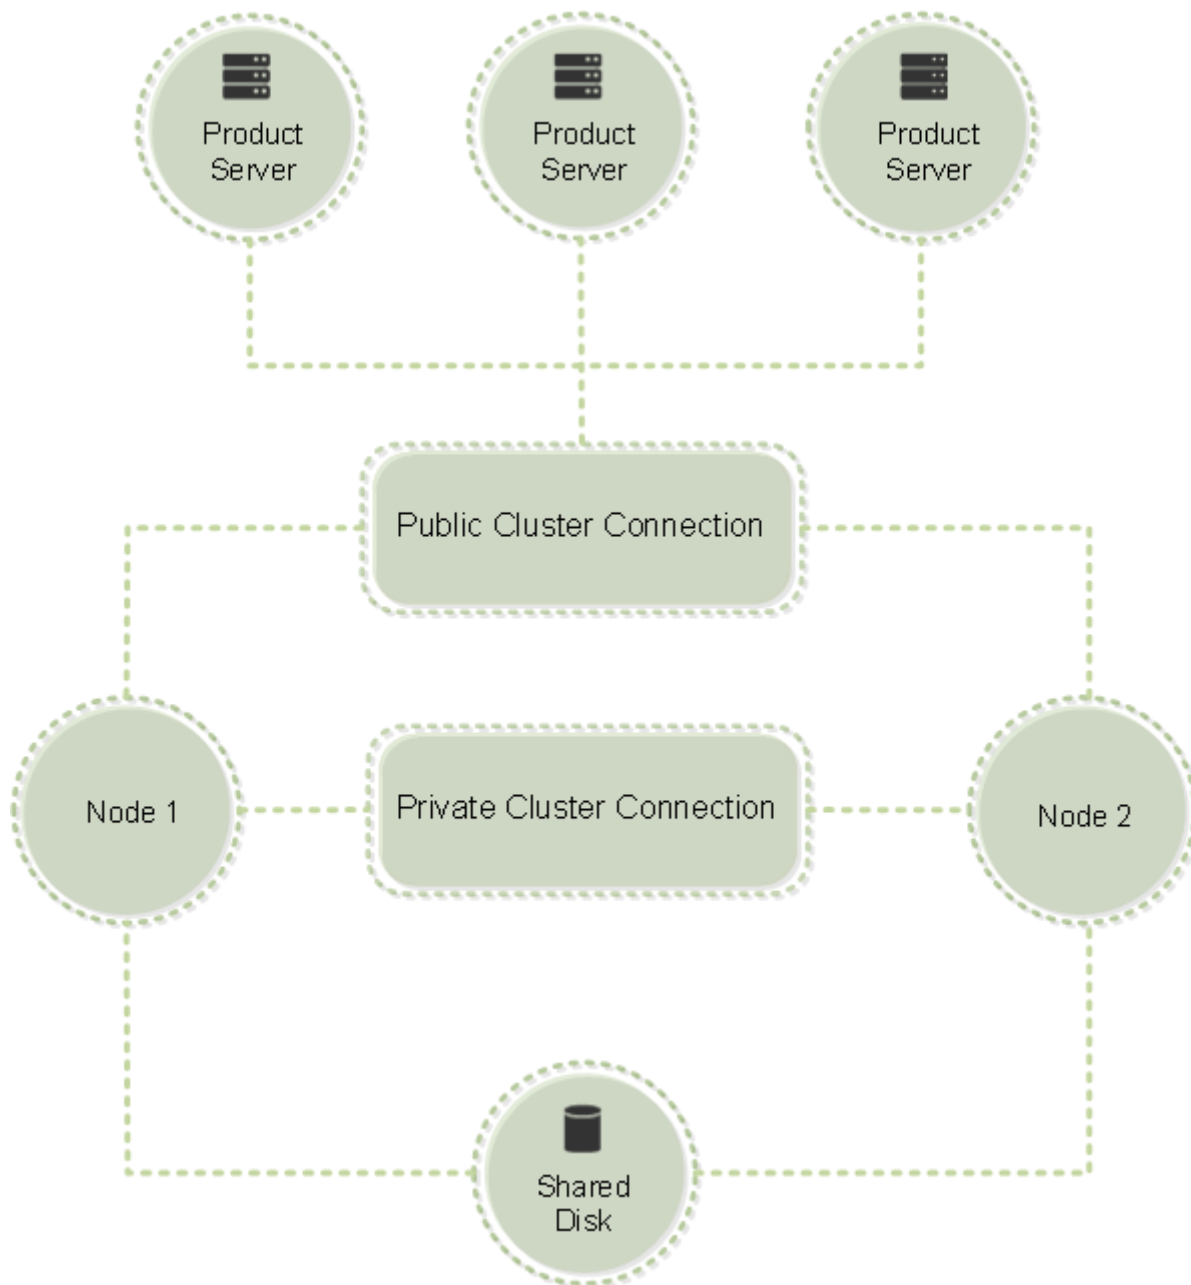 Product
Server
Product
Server
Product
Server
Public Cluster Connection
Node 1
Private Cluster Connection
Node 2
Shared
Disk